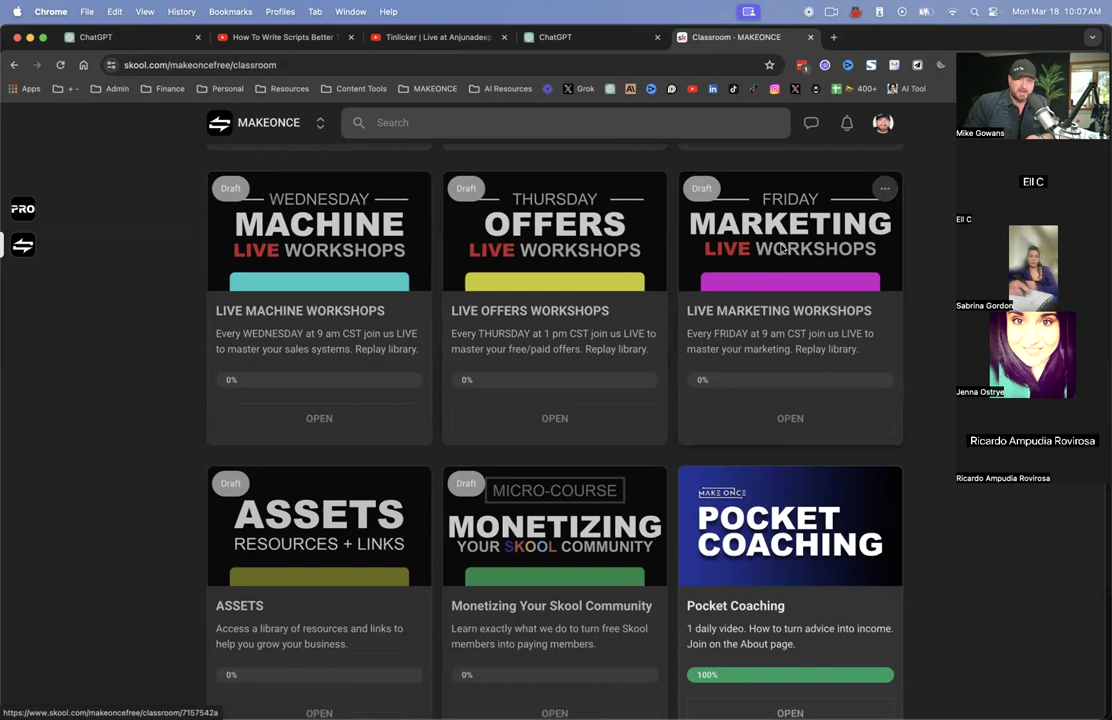 Chrome File Edit View History Bookmarks Profiles Tab Window Help
Mon Mar 18 10:07 AM
ChatGPT
How To Write Scripts Better T
Tinlicker | Live at Anjunadeep
ChatGPT
Classroom · MAKEONCE
skool.com/makeoncefree/classroom
Apps
+ -
Admin
Finance
Personal
Resources
Content Tools
MAKEONCE
AI Resources
Grok
400+
AI Tool
MAKEONCE
Search
PRO
Draft
WEDNESDAY
MACHINE
LIVE WORKSHOPS
LIVE MACHINE WORKSHOPS
Every WEDNESDAY at 9 am CST join us LIVE
to master your sales systems. Replay library.
0%
OPEN
Draft
THURSDAY
OFFERS
LIVE WORKSHOPS
LIVE OFFERS WORKSHOPS
Every THURSDAY at 1 pm CST join us LIVE to
master your free/paid offers. Replay library.
0%
OPEN
Draft
FRIDAY
MARKETING
LIVE WORKSHOPS
LIVE MARKETING WORKSHOPS
Every FRIDAY at 9 am CST join us LIVE to
master your marketing. Replay library.
0%
OPEN
Draft
ASSETS
RESOURCES + LINKS
ASSETS
Access a library of resources and links to
help you grow your business.
0%
OPEN
Draft
MICRO-COURSE
MONETIZING
YOUR SKOOL COMMUNITY
Monetizing Your Skool Community
Learn exactly what we do to turn free Skool
members into paying members.
0%
OPEN
MAKE ONCE
POCKET
COACHING
Pocket Coaching
1 daily video. How to turn advice into income.
Join on the About page.
100%
OPEN
Mike Gowans
Ell C
Ell C
Sabrina Gordon
Jenna Ostrye
Ricardo Ampudia Rovirosa
Ricardo Ampudia Rovirosa
https://www.skool.com/makeoncefree/classroom/7157542a